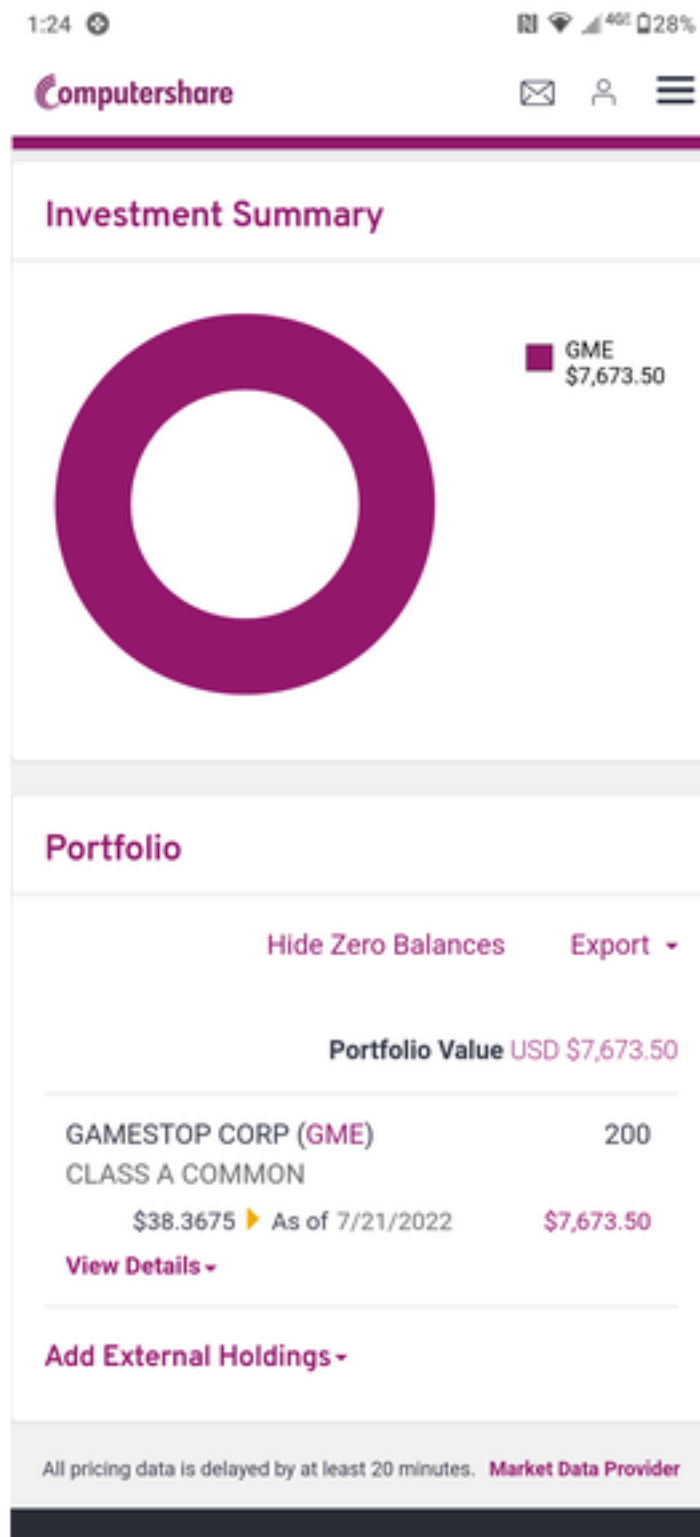 1:24 28%
Computershare
Investment Summary
GME
$7,673.50
Portfolio
Hide Zero Balances Export
Portfolio Value USD $7,673.50
GAMESTOP CORP (GME) 200
CLASS A COMMON
$38.3675 As of 7/21/2022 $7,673.50
View Details
Add External Holdings
All pricing data is delayed by at least 20 minutes. Market Data Provider